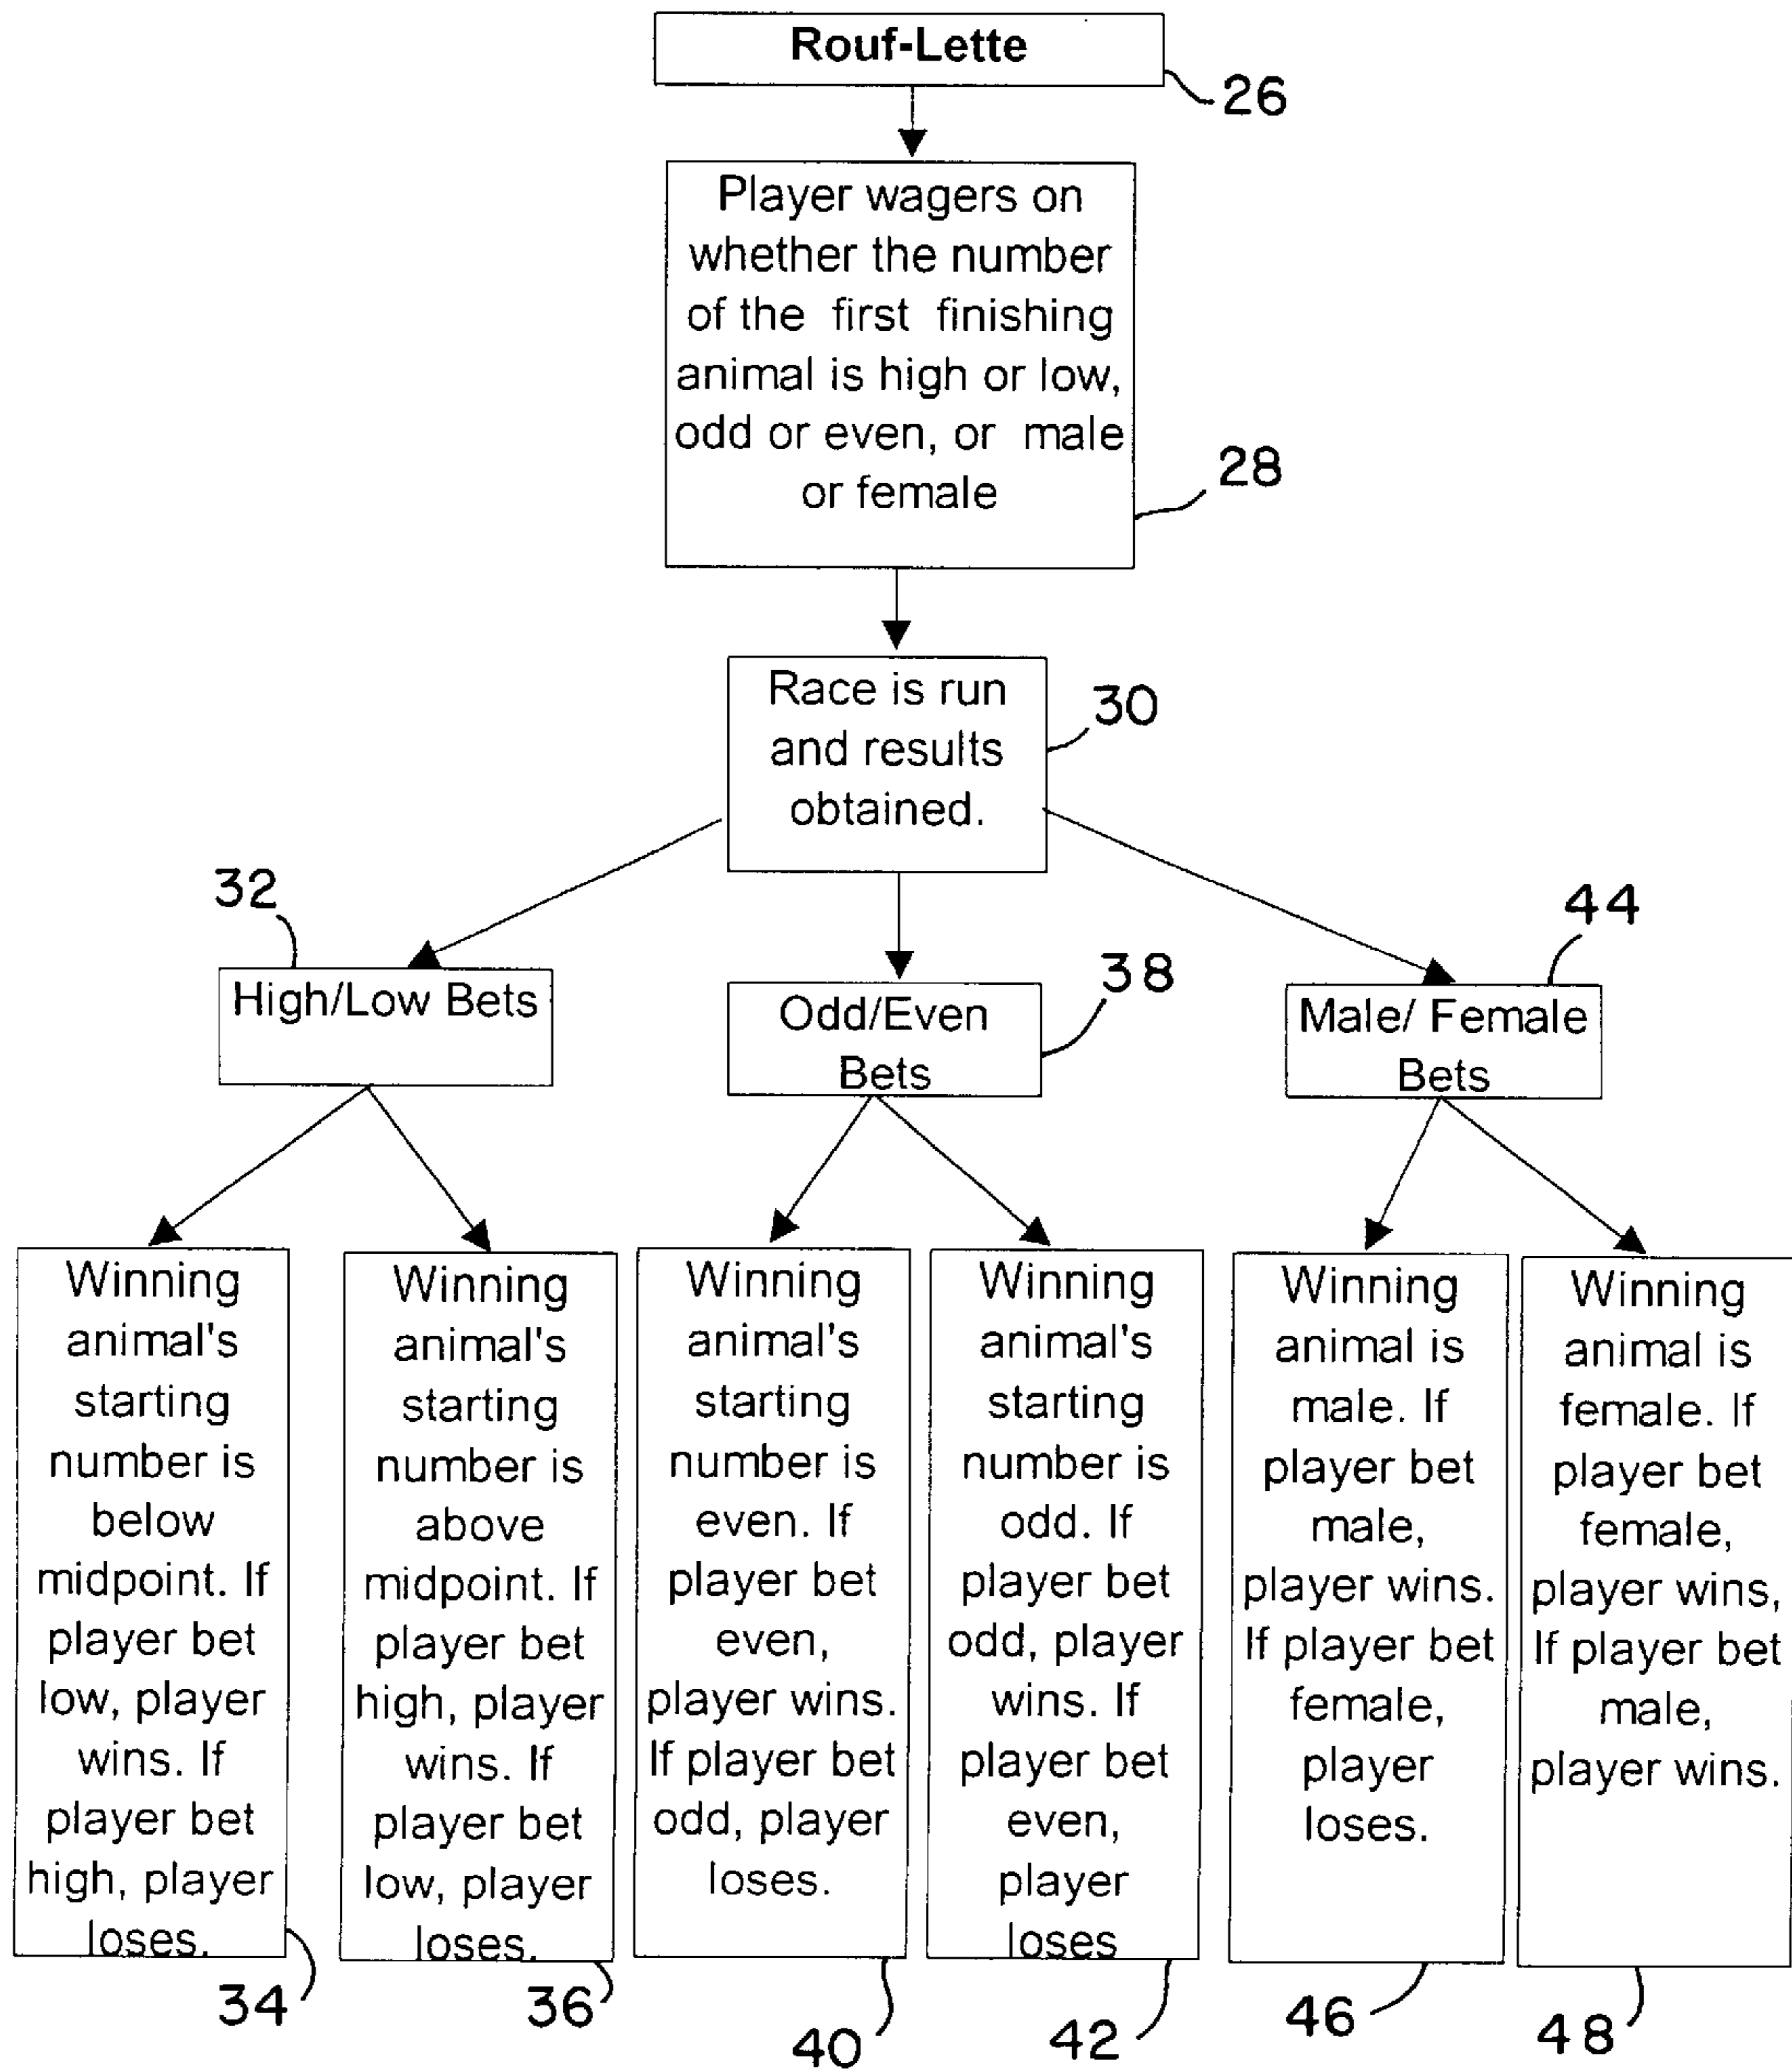 Rouf-Lette
26
Player wagers on
whether the number
of the first finishing
animal is high or low,
odd or even, or male
or female
28
Race is run
and results
obtained.
30
32
High/Low Bets
38
Odd/Even
Bets
44
Male/ Female
Bets
Winning
animal's
starting
number is
below
midpoint. If
player bet
low, player
wins. If
player bet
high, player
loses.
34
Winning
animal's
starting
number is
above
midpoint. If
player bet
high, player
wins. If
player bet
low, player
loses.
36
Winning
animal's
starting
number is
even. If
player bet
even,
player wins.
If player bet
odd, player
loses.
40
Winning
animal's
starting
number is
odd. If
player bet
odd, player
wins. If
player bet
even,
player
loses
42
Winning
animal is
male. If
player bet
male,
player wins.
If player bet
female,
player
loses.
46
Winning
animal is
female. If
player bet
female,
player wins,
If player bet
male,
player wins.
48